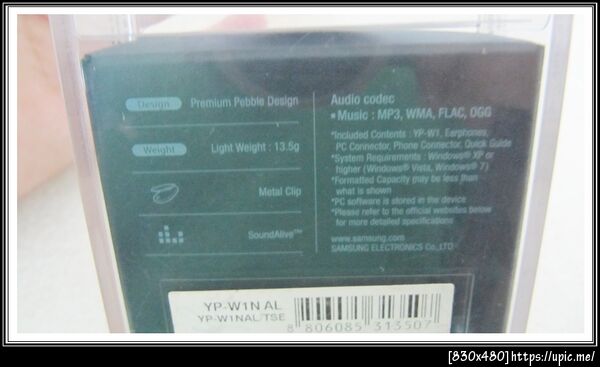 Design Premium Pebble Design
Weight Light Weight : 13.5g
Metal Clip
SoundAlive™
Audio codec
▪ Music : MP3, WMA, FLAC, OGG
*Included Contents : YP-W1, Earphones,
PC Connector, Phone Connector, Quick Guide
*System Requirements : Windows® XP or
higher (Windows® Vista, Windows® 7)
*Formatted Capacity may be less than
what is shown
*PC software is stored in the device
*Please refer to the official websites below
for more detailed specifications
www.samsung.com
SAMSUNG ELECTRONICS Co.,LTD
YP-W1N AL
YP-W1NAL/TSE
8 806085 313507
[830x480]https://upic.me/